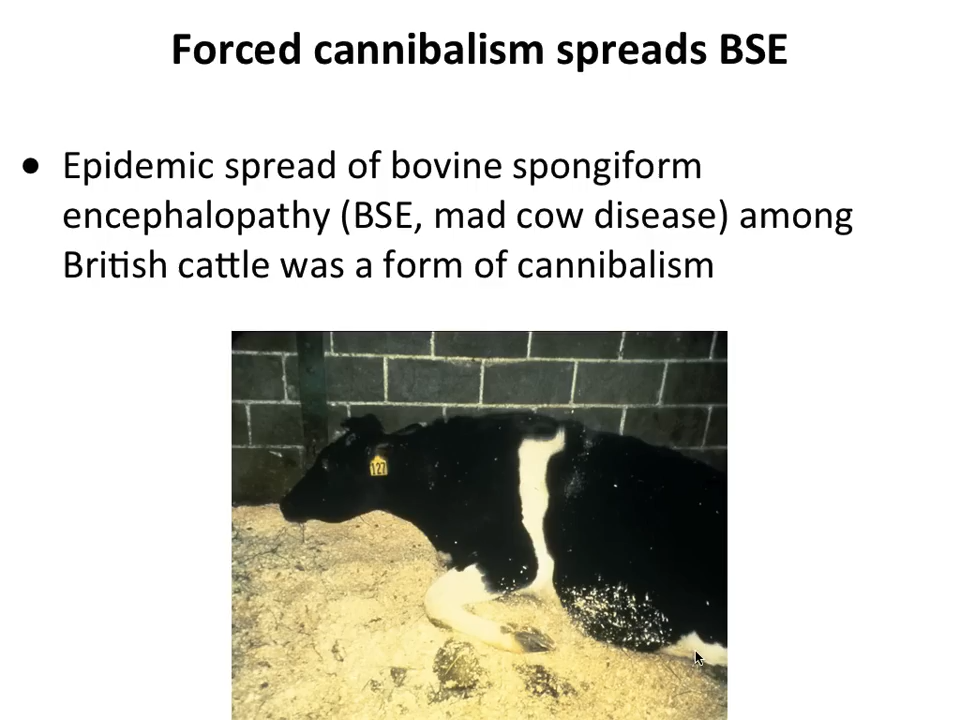 Forced cannibalism spreads BSE
● Epidemic spread of bovine spongiform
encephalopathy (BSE, mad cow disease) among
British cattle was a form of cannibalism
127